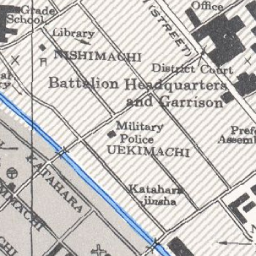 Grade
School
(STREET)
Office
Library
NISHIMACHI
District Court
Battalion Headquarters
and Garrison
Military
Police
UEKIMACHI
KATAHARA
Katahara
jinsha